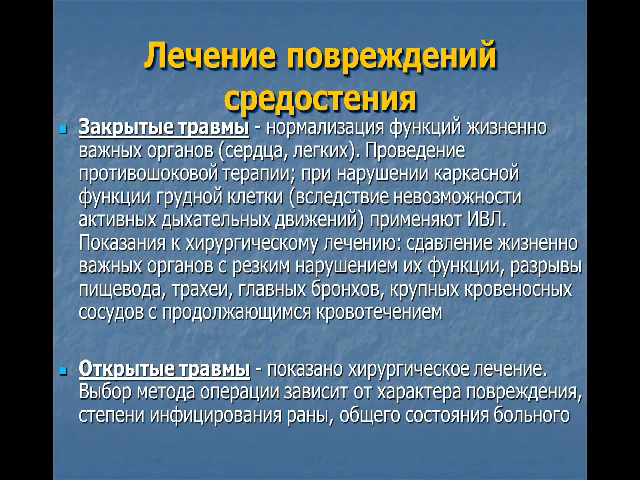 Лечение повреждений
средостения
Закрытые травмы - нормализация функций жизненно
важных органов (сердца, легких). Проведение
противошоковой терапии; при нарушении каркасной
функции грудной клетки (вследствие невозможности
активных дыхательных движений) применяют ИВЛ.
Показания к хирургическому лечению: сдавление жизненно
важных органов с резким нарушением их функции, разрывы
пищевода, трахеи, главных бронхов, крупных кровеносных
сосудов с продолжающимся кровотечением
Открытые травмы - показано хирургическое лечение.
Выбор метода операции зависит от характера повреждения,
степени инфицирования раны, общего состояния больного